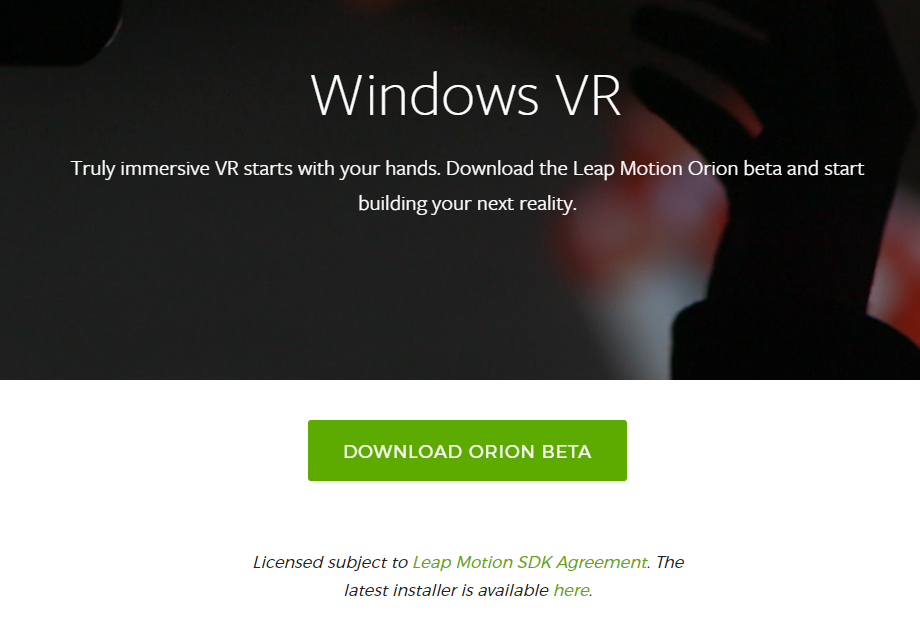 Windows VR
Truly immersive VR starts with your hands. Download the Leap Motion Orion beta and start
building your next reality.
DOWNLOAD ORION BETA
Licensed subject to Leap Motion SDK Agreement. The
latest installer is available here.